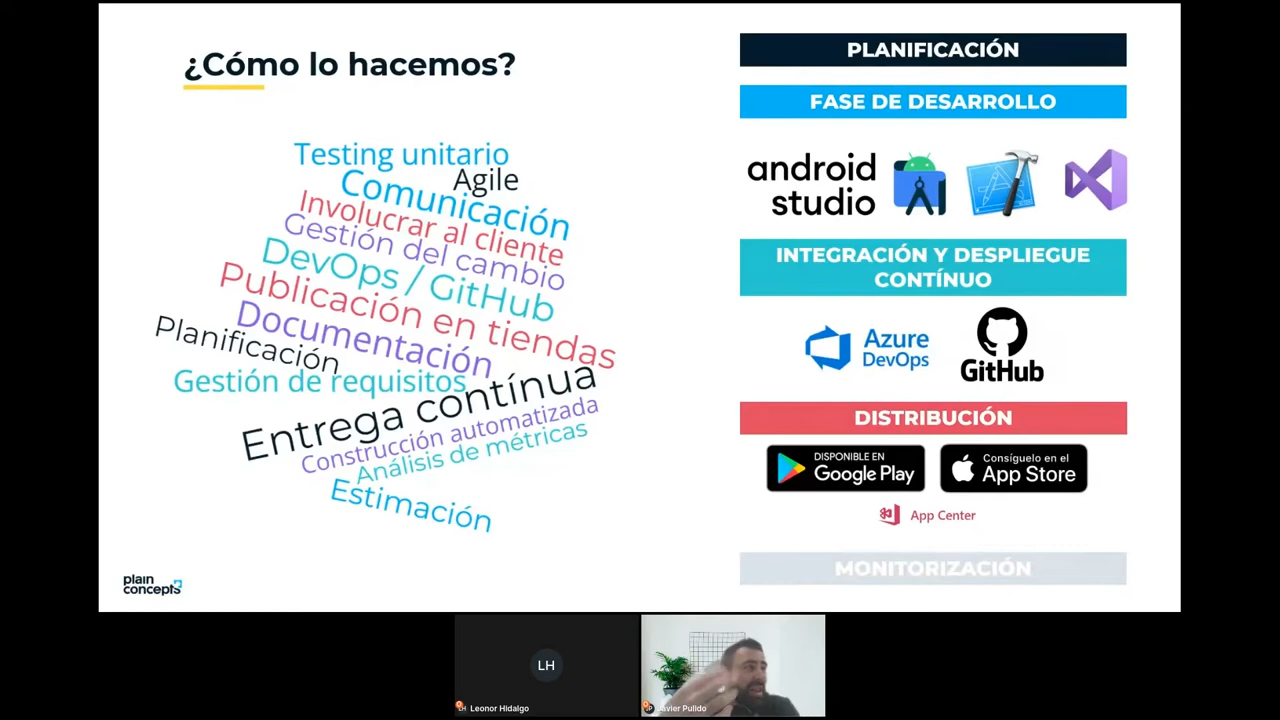 ¿Cómo lo hacemos?
Testing unitario
Agile
Comunicación
Involucrar al cliente
Gestión del cambio
DevOps / GitHub
Publicación en tiendas
Documentación
Planificación
Gestión de requisitos
Entrega contínua
Construcción automatizada
Análisis de métricas
Estimación
plain
concepts
PLANIFICACIÓN
FASE DE DESARROLLO
android
studio
INTEGRACIÓN Y DESPLIEGUE
CONTÍNUO
Azure
DevOps
GitHub
DISTRIBUCIÓN
DISPONIBLE EN
Google Play
Consíguelo en el
App Store
App Center
MONITORIZACIÓN
LH
LH
Leonor Hidalgo
JP
Javier Pulido